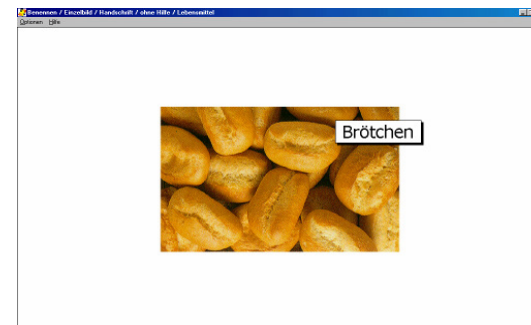 Benennen / Einzelbild / Handschrift / ohne Hilfe / Lebensmittel
Optionen Hilfe
Brötchen